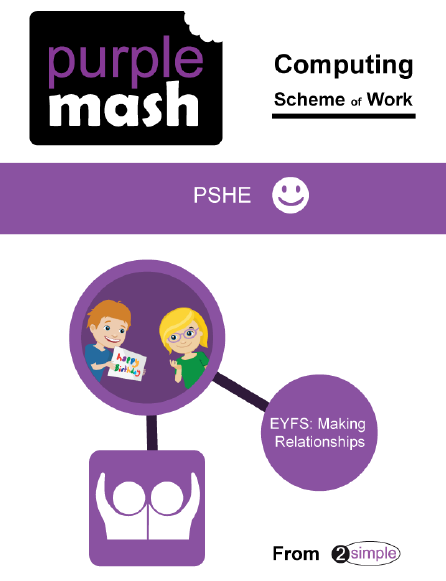 purple
mash
Computing
Scheme of Work
PSHE
happy
Birthday
EYFS: Making
Relationships
From 2simple